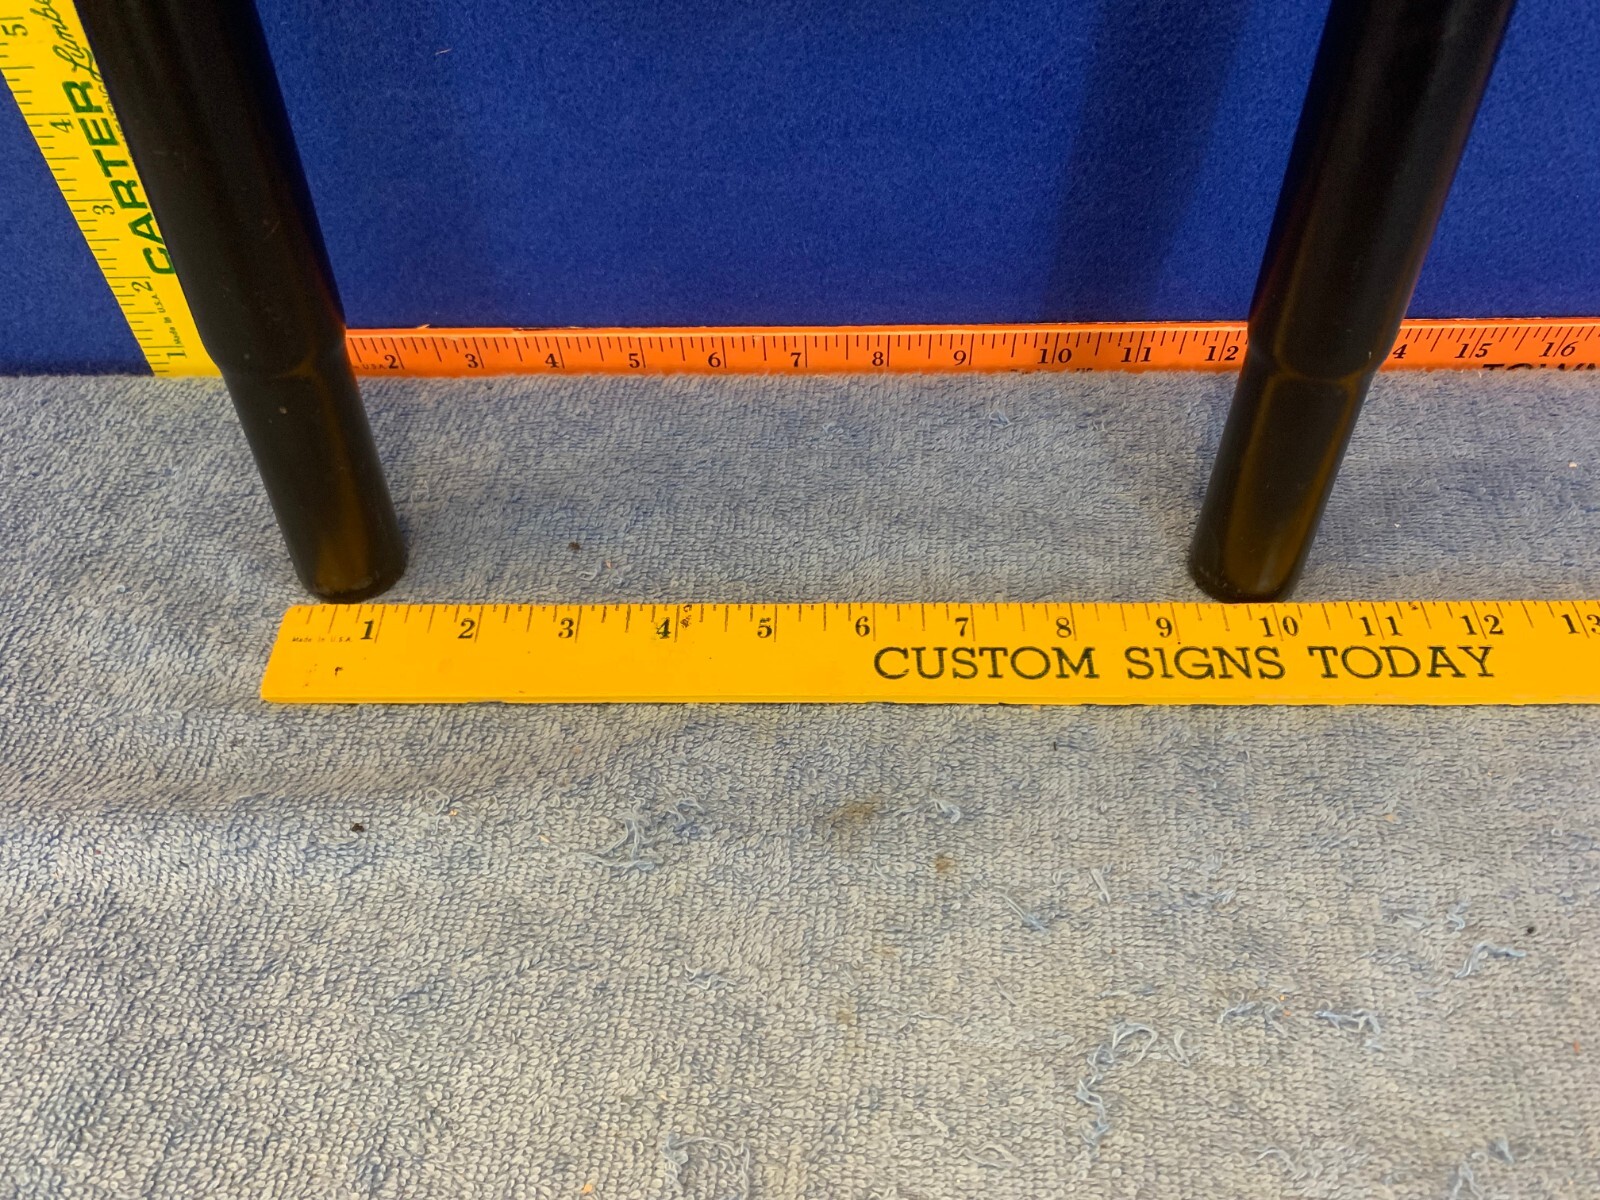 5
4
3
2
1
CARTER Lumbe
Made in U.S.A.
U.S.A. 2 3 4 5 6 7 8 9 10 11 12 4 15 16
Made in U.S.A. 1 2 3 4 5 6 7 8 9 10 11 12 13
CUSTOM SIGNS TODAY